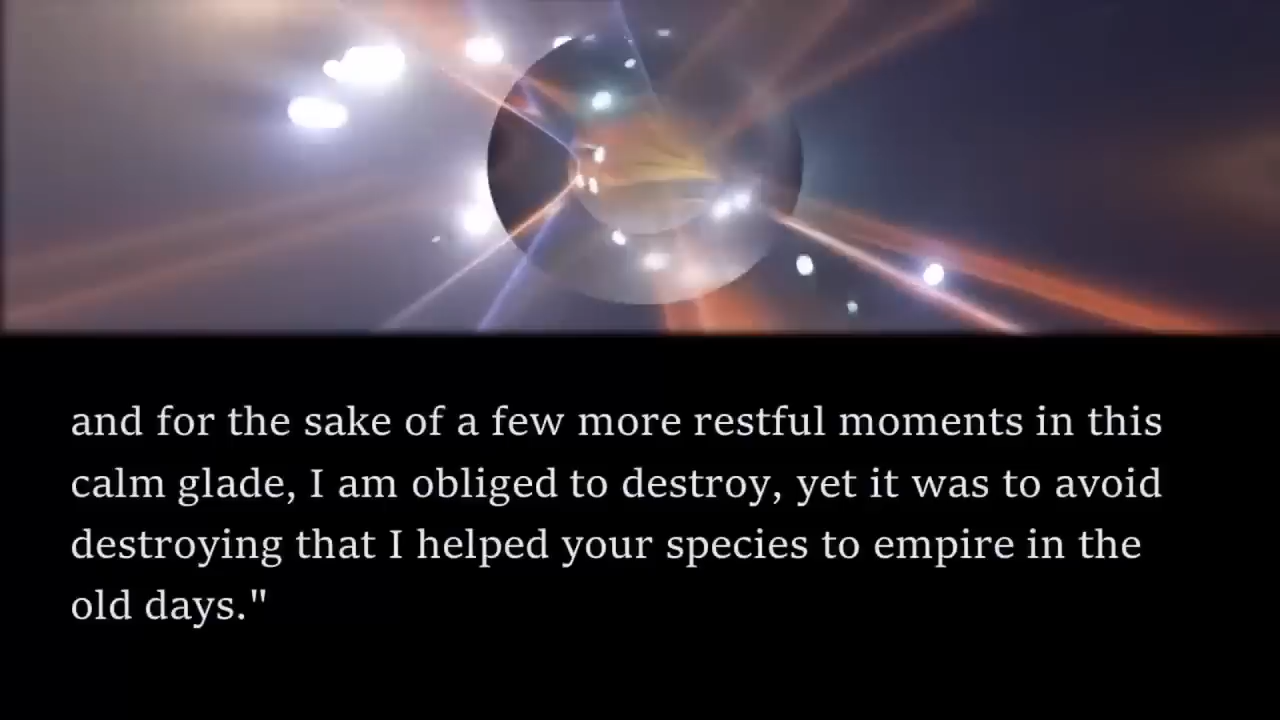 and for the sake of a few more restful moments in this
calm glade, I am obliged to destroy, yet it was to avoid
destroying that I helped your species to empire in the
old days."